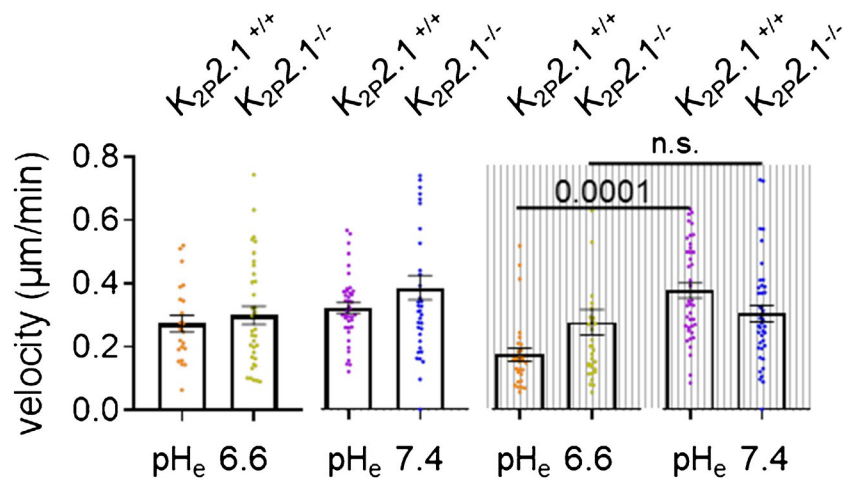 K2P2.1+/+ K2P2.1-/- K2P2.1+/+ K2P2.1-/- K2P2.1+/+ K2P2.1-/- K2P2.1+/+ K2P2.1-/-
n.s.
0.0001
velocity (µm/min)
0.8
0.6
0.4
0.2
0.0
pHe 6.6 pHe 7.4 pHe 6.6 pHe 7.4